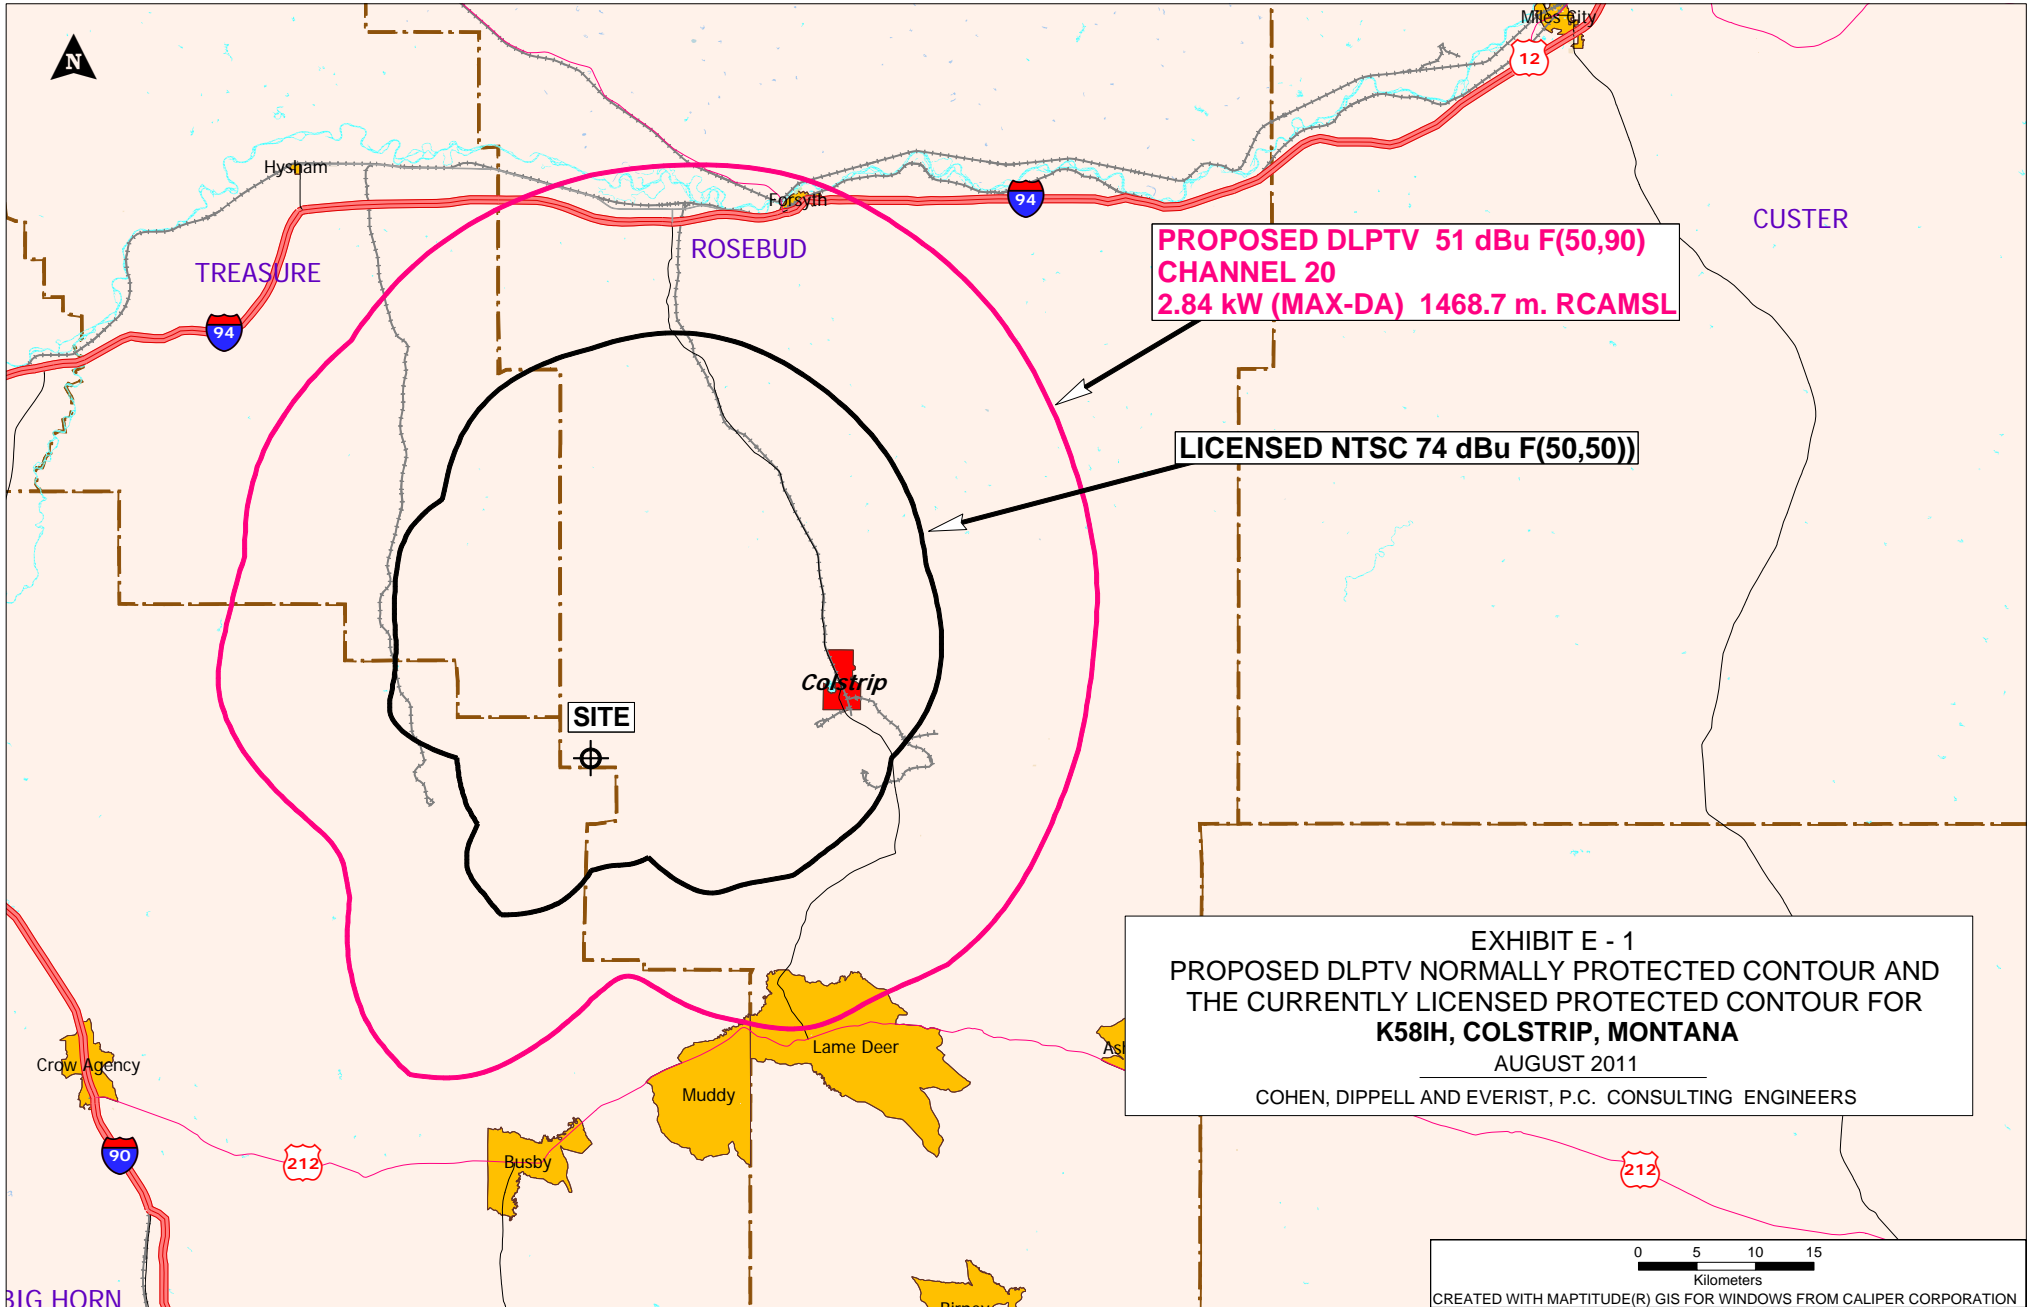 N
Miles City
12
Hysham
Forsyth
94
CUSTER
ROSEBUD
TREASURE
94
PROPOSED DLPTV 51 dBu F(50,90)
CHANNEL 20
2.84 kW (MAX-DA) 1468.7 m. RCAMSL
LICENSED NTSC 74 dBu F(50,50))
Colstrip
SITE
EXHIBIT E - 1
PROPOSED DLPTV NORMALLY PROTECTED CONTOUR AND
THE CURRENTLY LICENSED PROTECTED CONTOUR FOR
K58IH, COLSTRIP, MONTANA
AUGUST 2011
COHEN, DIPPELL AND EVERIST, P.C. CONSULTING ENGINEERS
Crow Agency
Lame Deer
Muddy
Busby
90
212
212
BIG HORN
0 5 10 15
Kilometers
CREATED WITH MAPTITUDE(R) GIS FOR WINDOWS FROM CALIPER CORPORATION